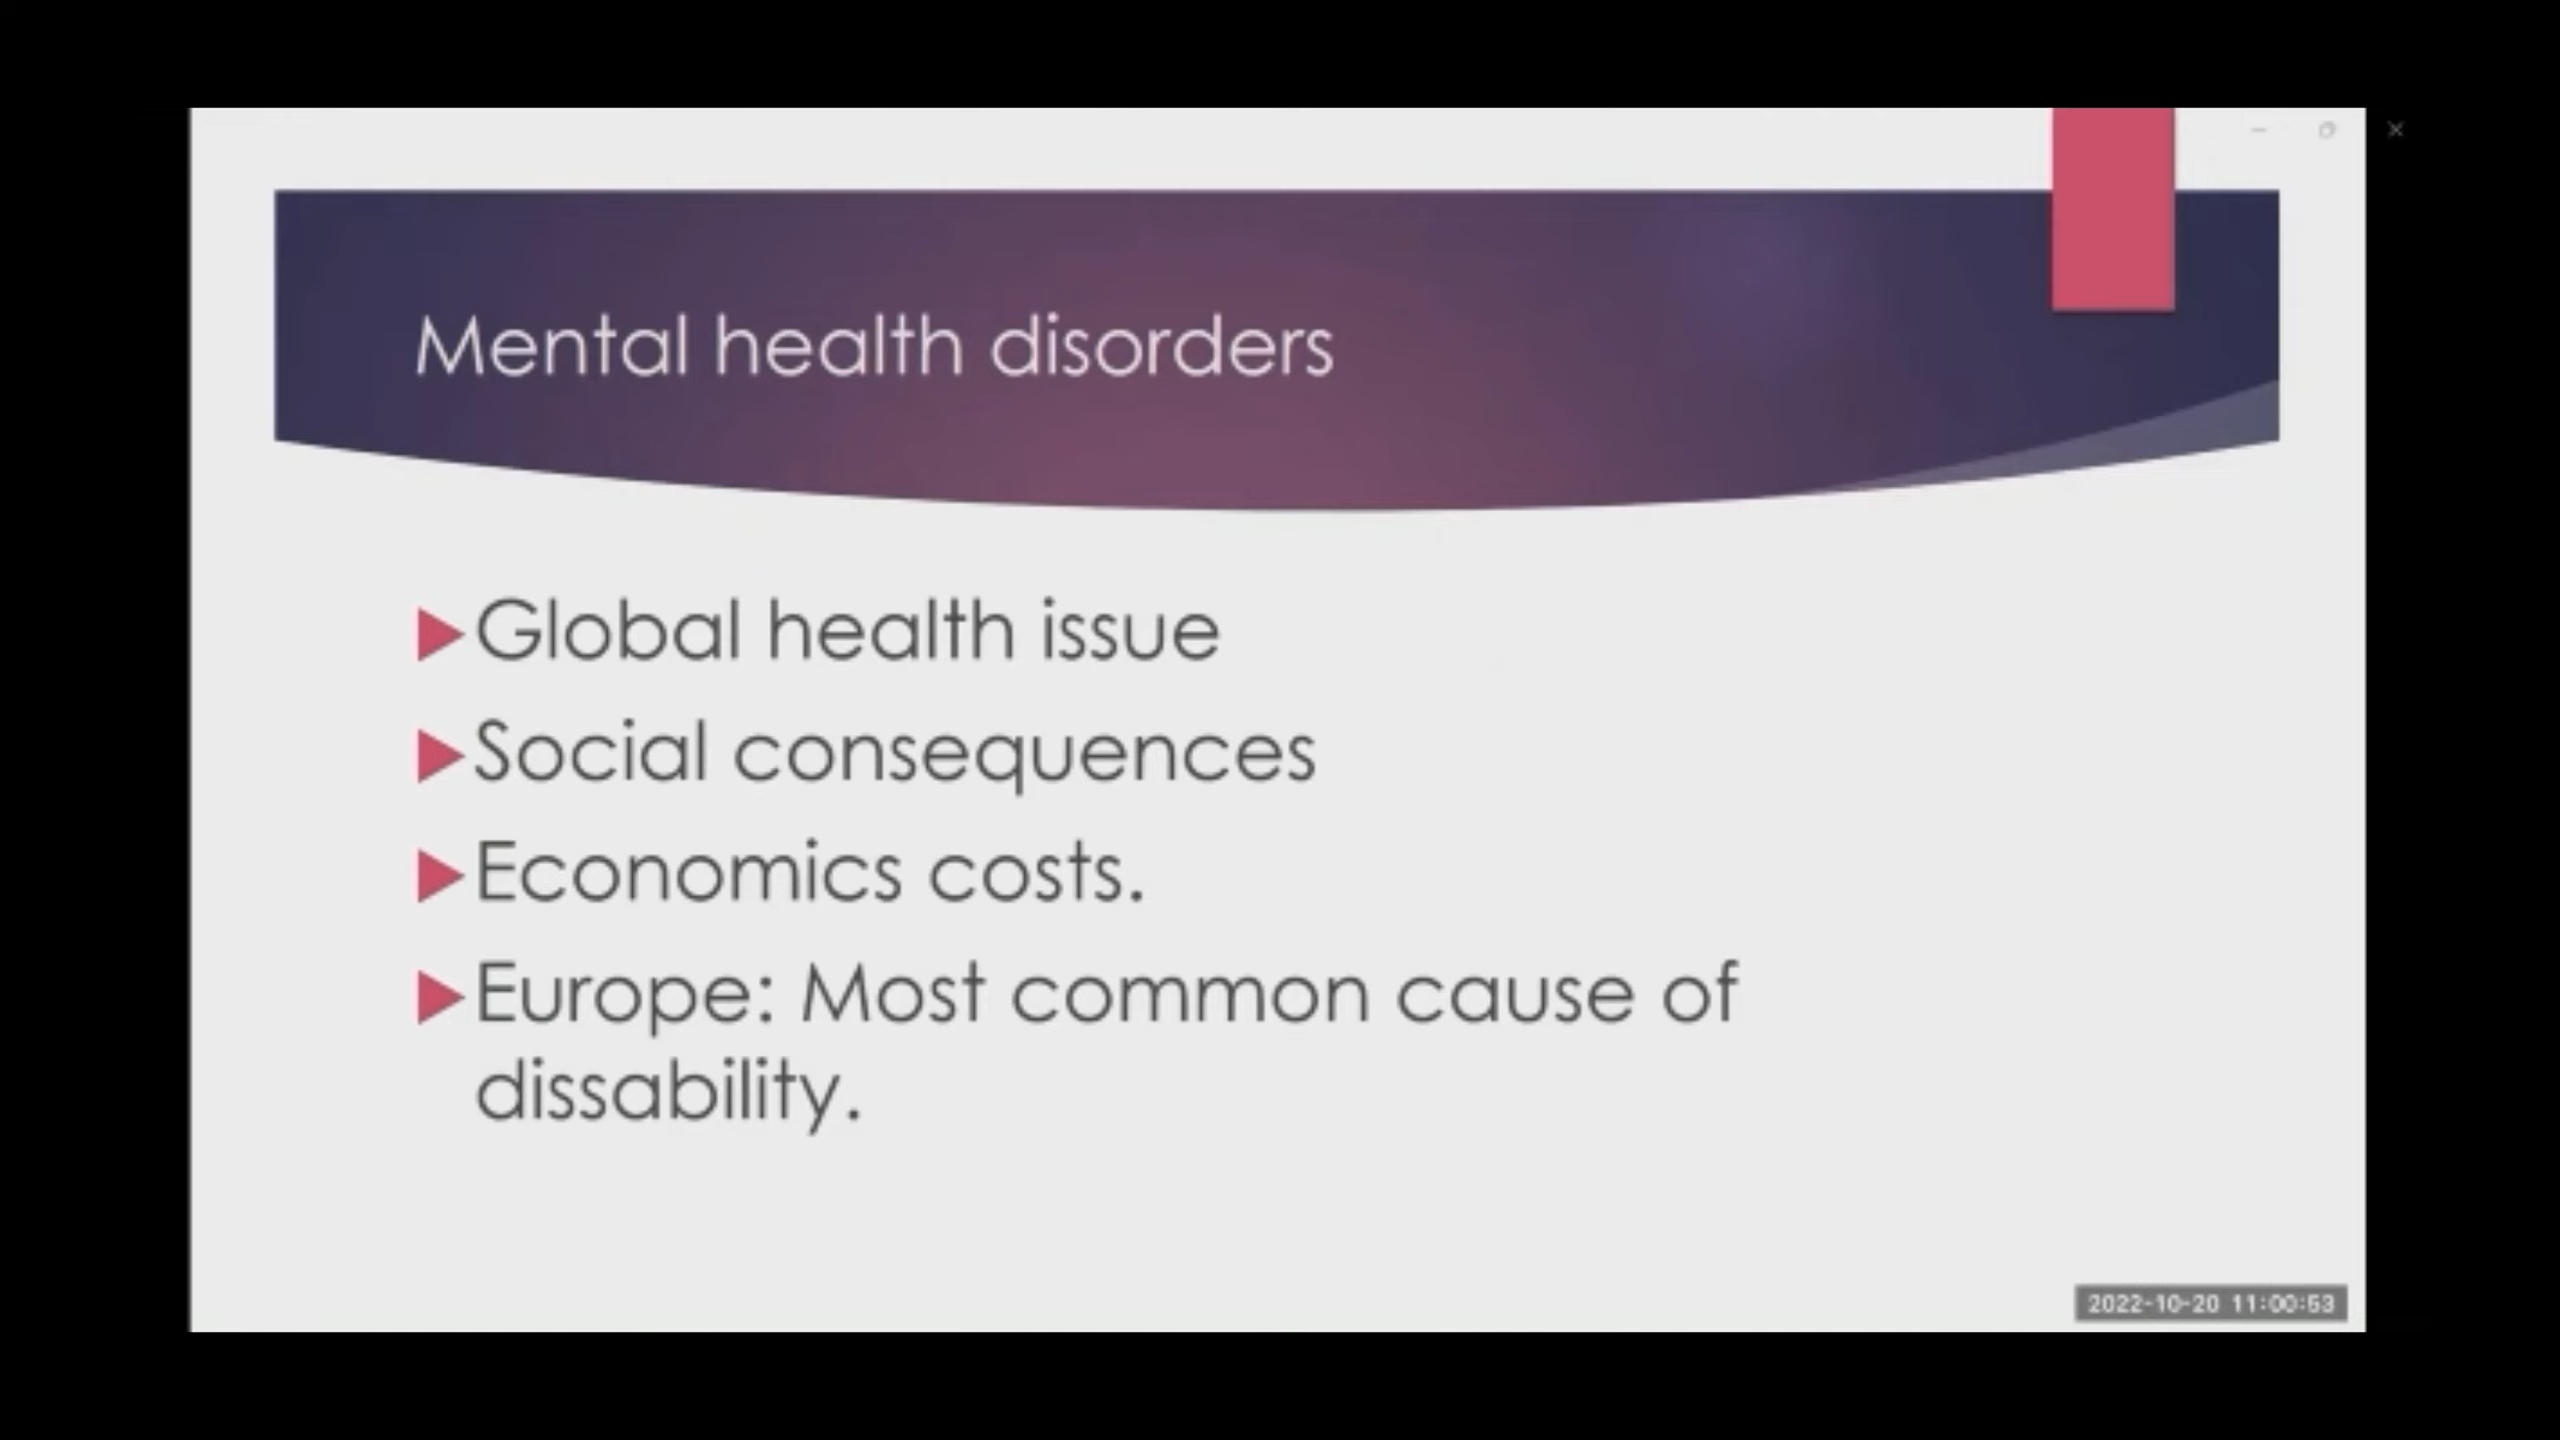 Mental health disorders
Global health issue
Social consequences
Economics costs.
Europe: Most common cause of
dissability.
2022-10-20 11:00:53